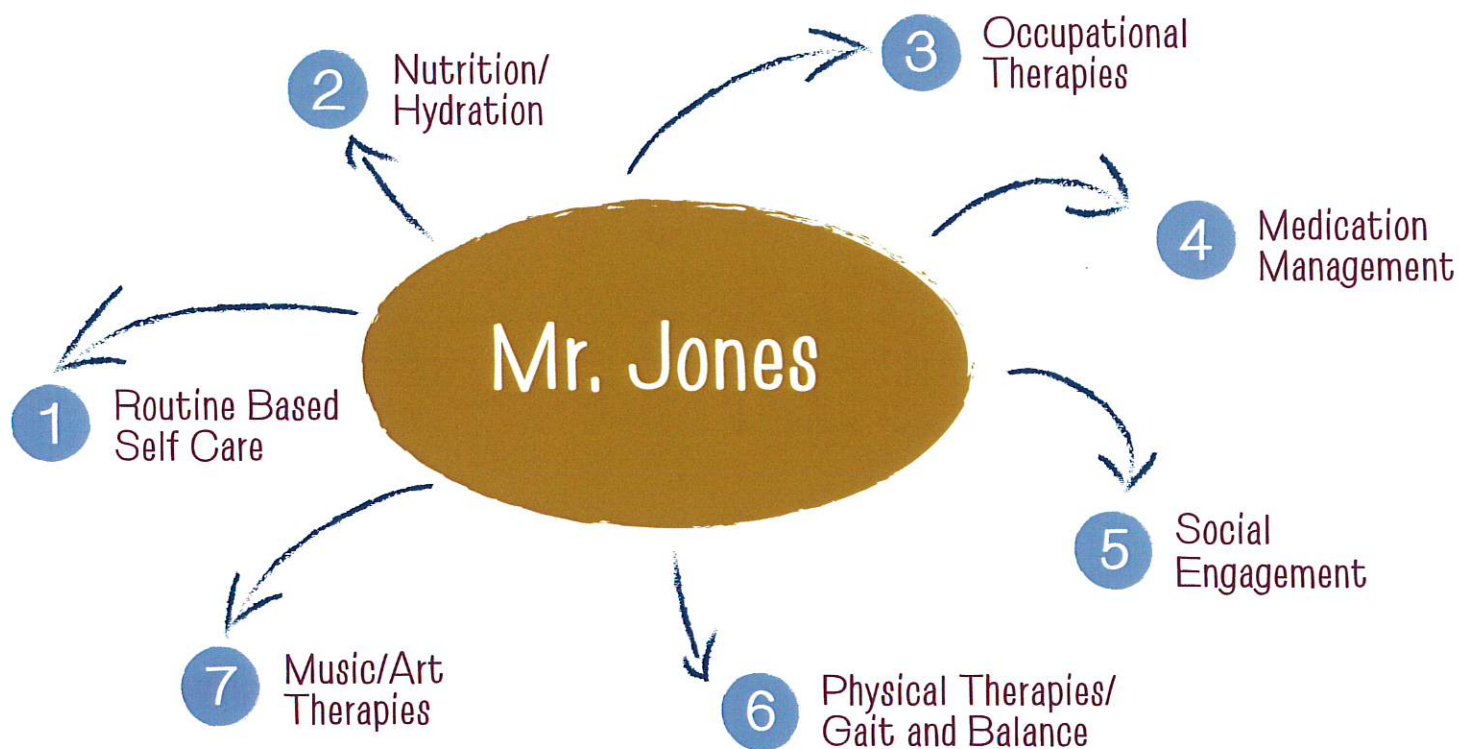 Mr. Jones
1
Routine Based
Self Care
2
Nutrition/
Hydration
3
Occupational
Therapies
4
Medication
Management
5
Social
Engagement
6
Physical Therapies/
Gait and Balance
7
Music/Art
Therapies